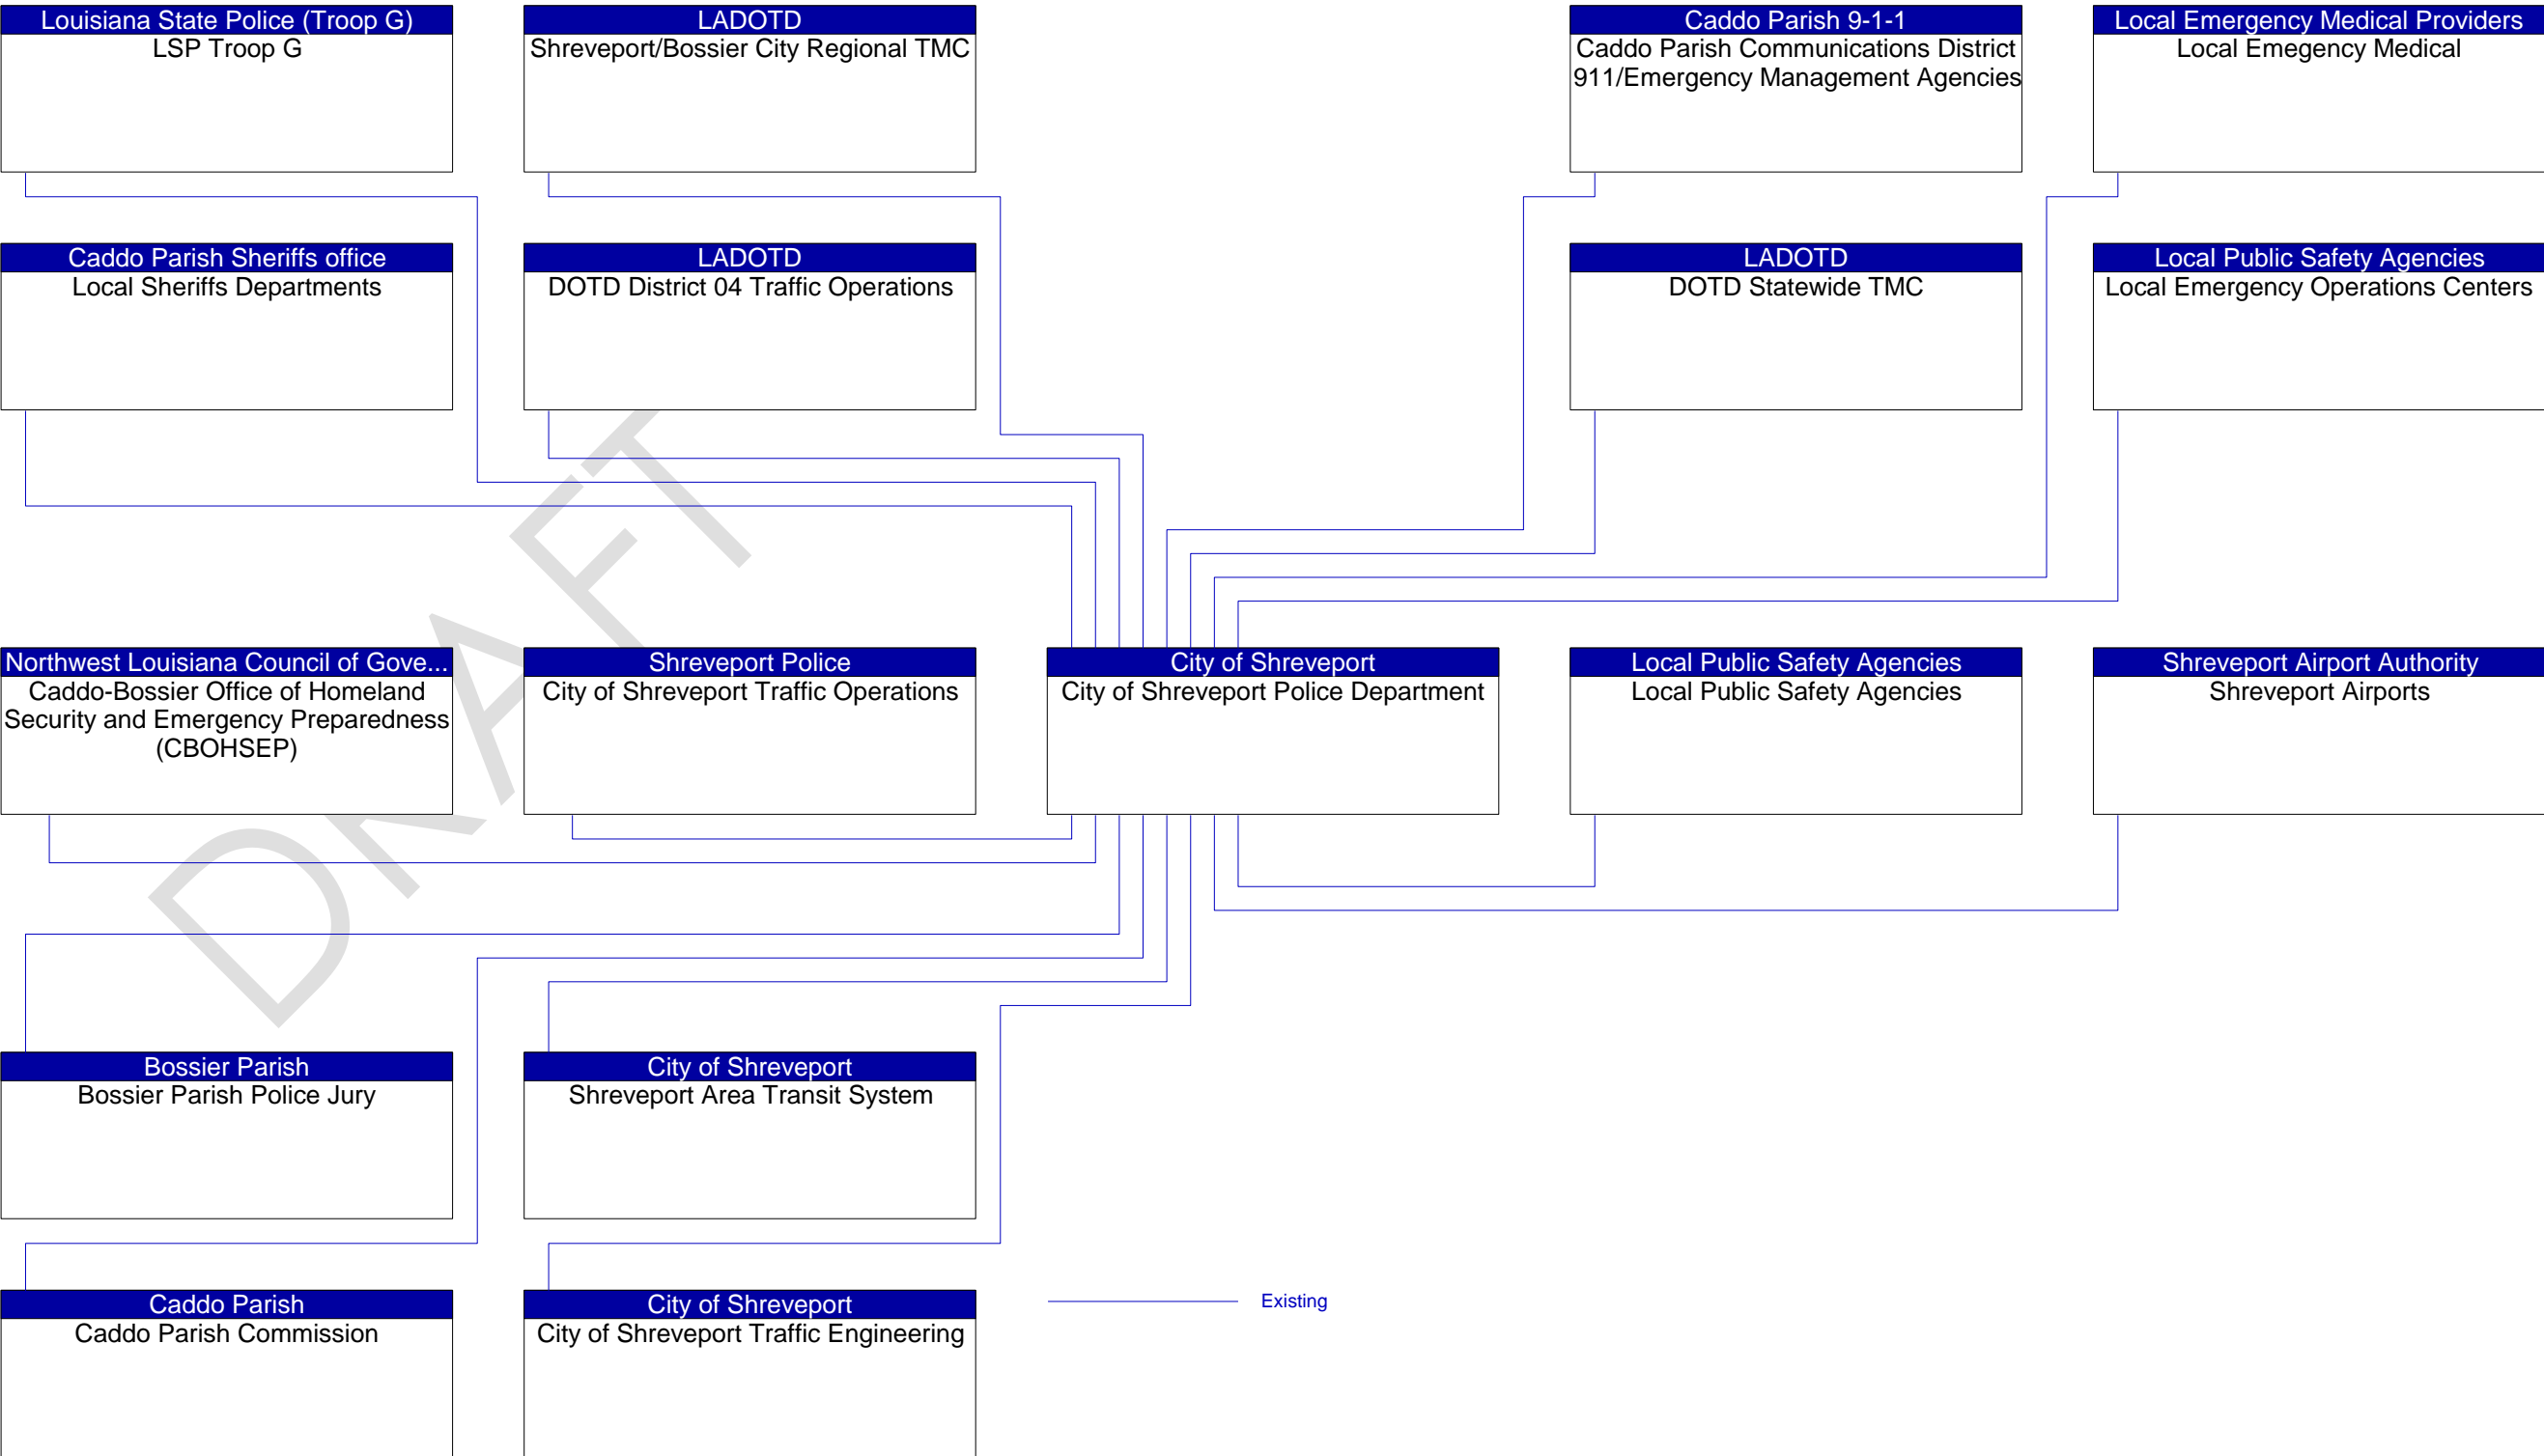 Louisiana State Police (Troop G)
LSP Troop G
LADOTD
Shreveport/Bossier City Regional TMC
Caddo Parish 9-1-1
Caddo Parish Communications District
911/Emergency Management Agencies
Local Emergency Medical Providers
Local Emegency Medical
Caddo Parish Sheriffs office
Local Sheriffs Departments
LADOTD
DOTD District 04 Traffic Operations
LADOTD
DOTD Statewide TMC
Local Public Safety Agencies
Local Emergency Operations Centers
DRAFT
Northwest Louisiana Council of Gove...
Caddo-Bossier Office of Homeland
Security and Emergency Preparedness
(CBOHSEP)
Shreveport Police
City of Shreveport Traffic Operations
City of Shreveport
City of Shreveport Police Department
Local Public Safety Agencies
Local Public Safety Agencies
Shreveport Airport Authority
Shreveport Airports
Bossier Parish
Bossier Parish Police Jury
City of Shreveport
Shreveport Area Transit System
Caddo Parish
Caddo Parish Commission
City of Shreveport
City of Shreveport Traffic Engineering
Existing